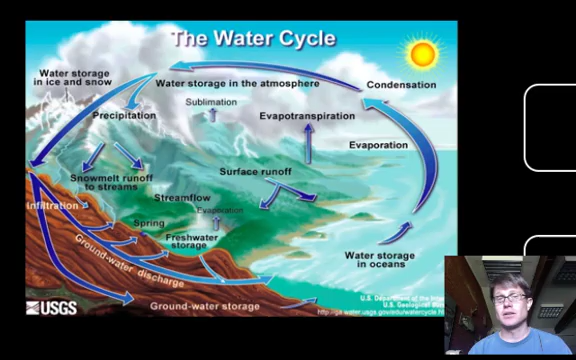 The Water Cycle
Water storage
in ice and snow
Water storage in the atmosphere
Condensation
Sublimation
Precipitation
Evapotranspiration
Evaporation
Snowmelt runoff
to streams
Surface runoff
Streamflow
Evaporation
Infiltration
Spring
Freshwater
storage
Ground-water discharge
Water storage
in oceans
Ground-water storage
USGS
U.S. Department of the
U.S. Geological